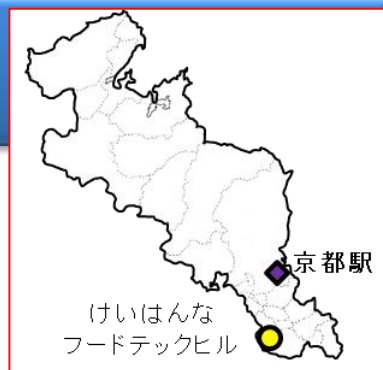 京都駅
けいはんな
フードテックヒル